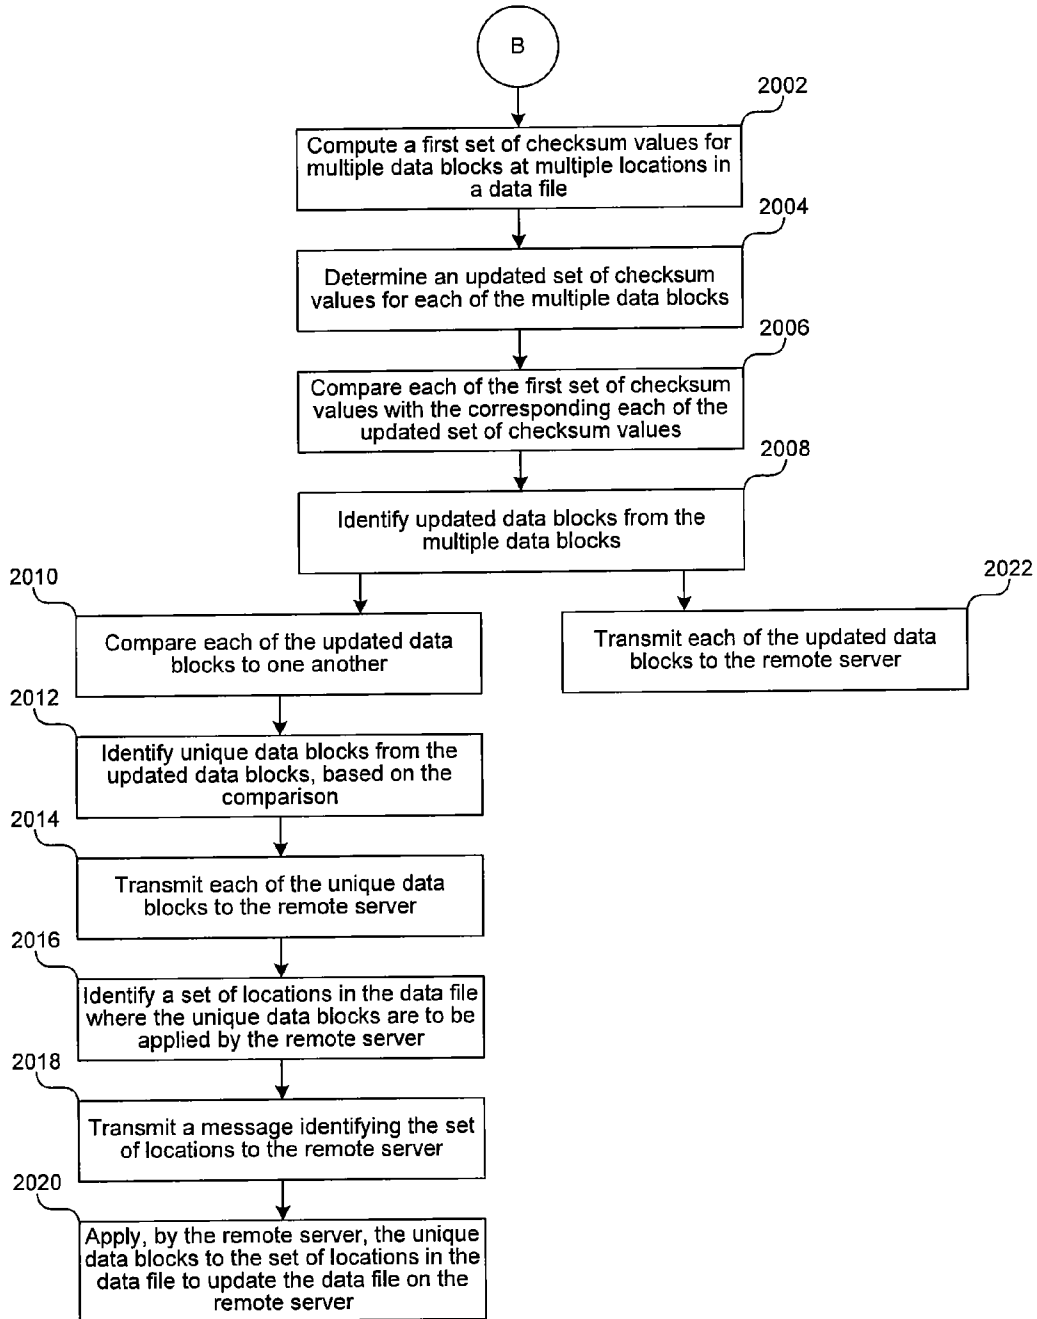 B
2002
Compute a first set of checksum values for
multiple data blocks at multiple locations in
a data file
2004
Determine an updated set of checksum
values for each of the multiple data blocks
2006
Compare each of the first set of checksum
values with the corresponding each of the
updated set of checksum values
2008
Identify updated data blocks from the
multiple data blocks
2010
Compare each of the updated data
blocks to one another
2022
Transmit each of the updated data
blocks to the remote server
2012
Identify unique data blocks from the
updated data blocks, based on the
comparison
2014
Transmit each of the unique data
blocks to the remote server
2016
Identify a set of locations in the data file
where the unique data blocks are to be
applied by the remote server
2018
Transmit a message identifying the set
of locations to the remote server
2020
Apply, by the remote server, the unique
data blocks to the set of locations in the
data file to update the data file on the
remote server